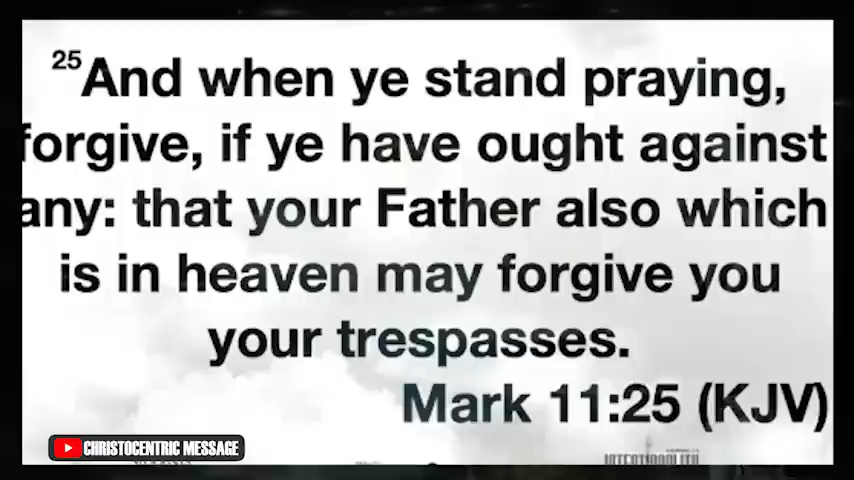 25And when ye stand praying,
forgive, if ye have ought against
any: that your Father also which
is in heaven may forgive you
your trespasses.
Mark 11:25 (KJV)
CHRISTOCENTRIC MESSAGE